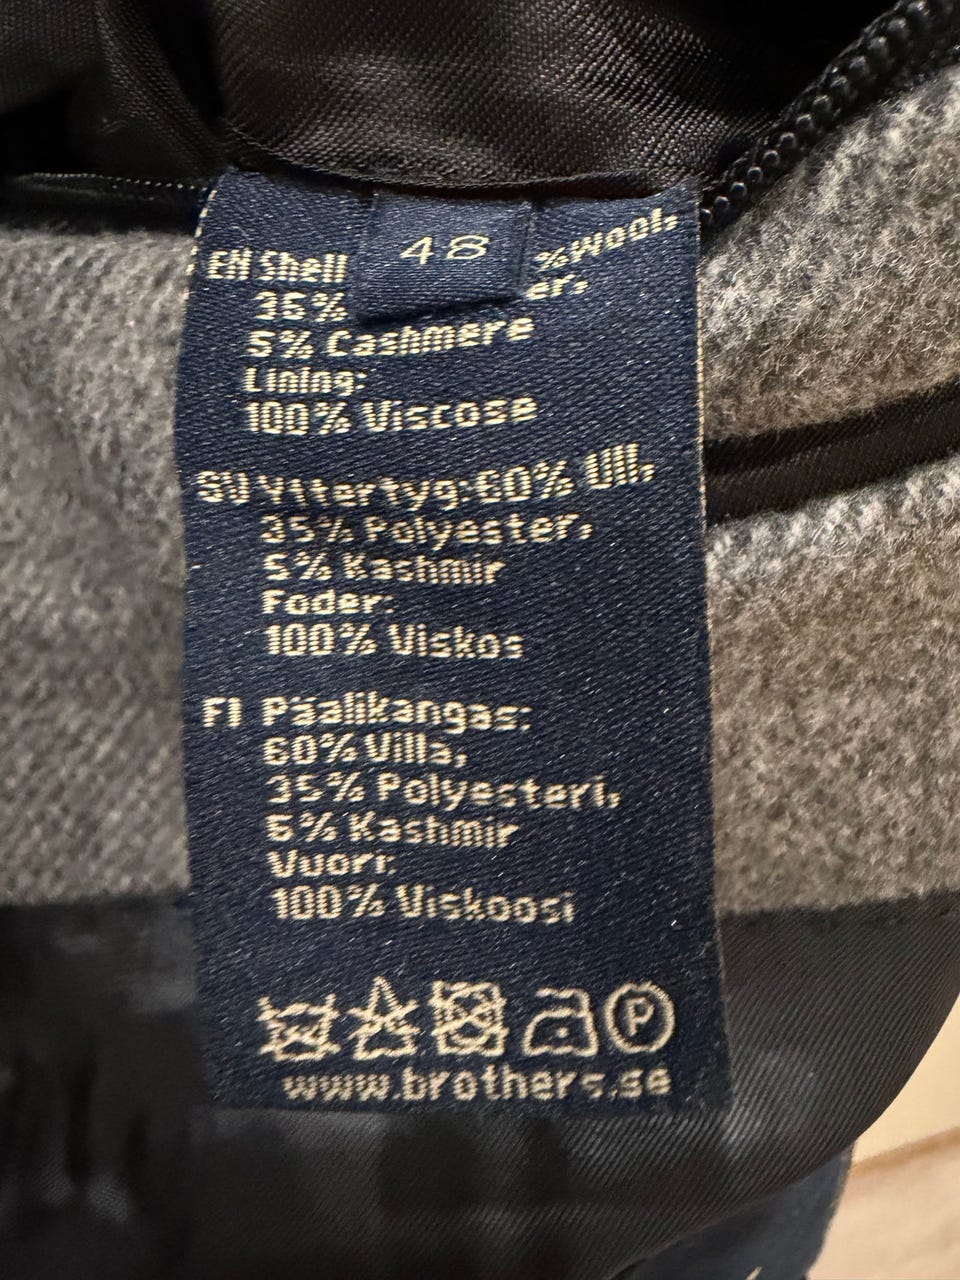 48
EN Shell %Wool,
35% er,
5% Cashmere
Lining:
100% Viscose
SV Yttertyg: 60% Ull,
35% Polyester,
5% Kashmir
Foder:
100% Viskos
FI Päälikangas:
60% Villa,
35% Polyesteri,
5% Kashmir
Vuori:
100% Viskoosi
P
www.brothers.se